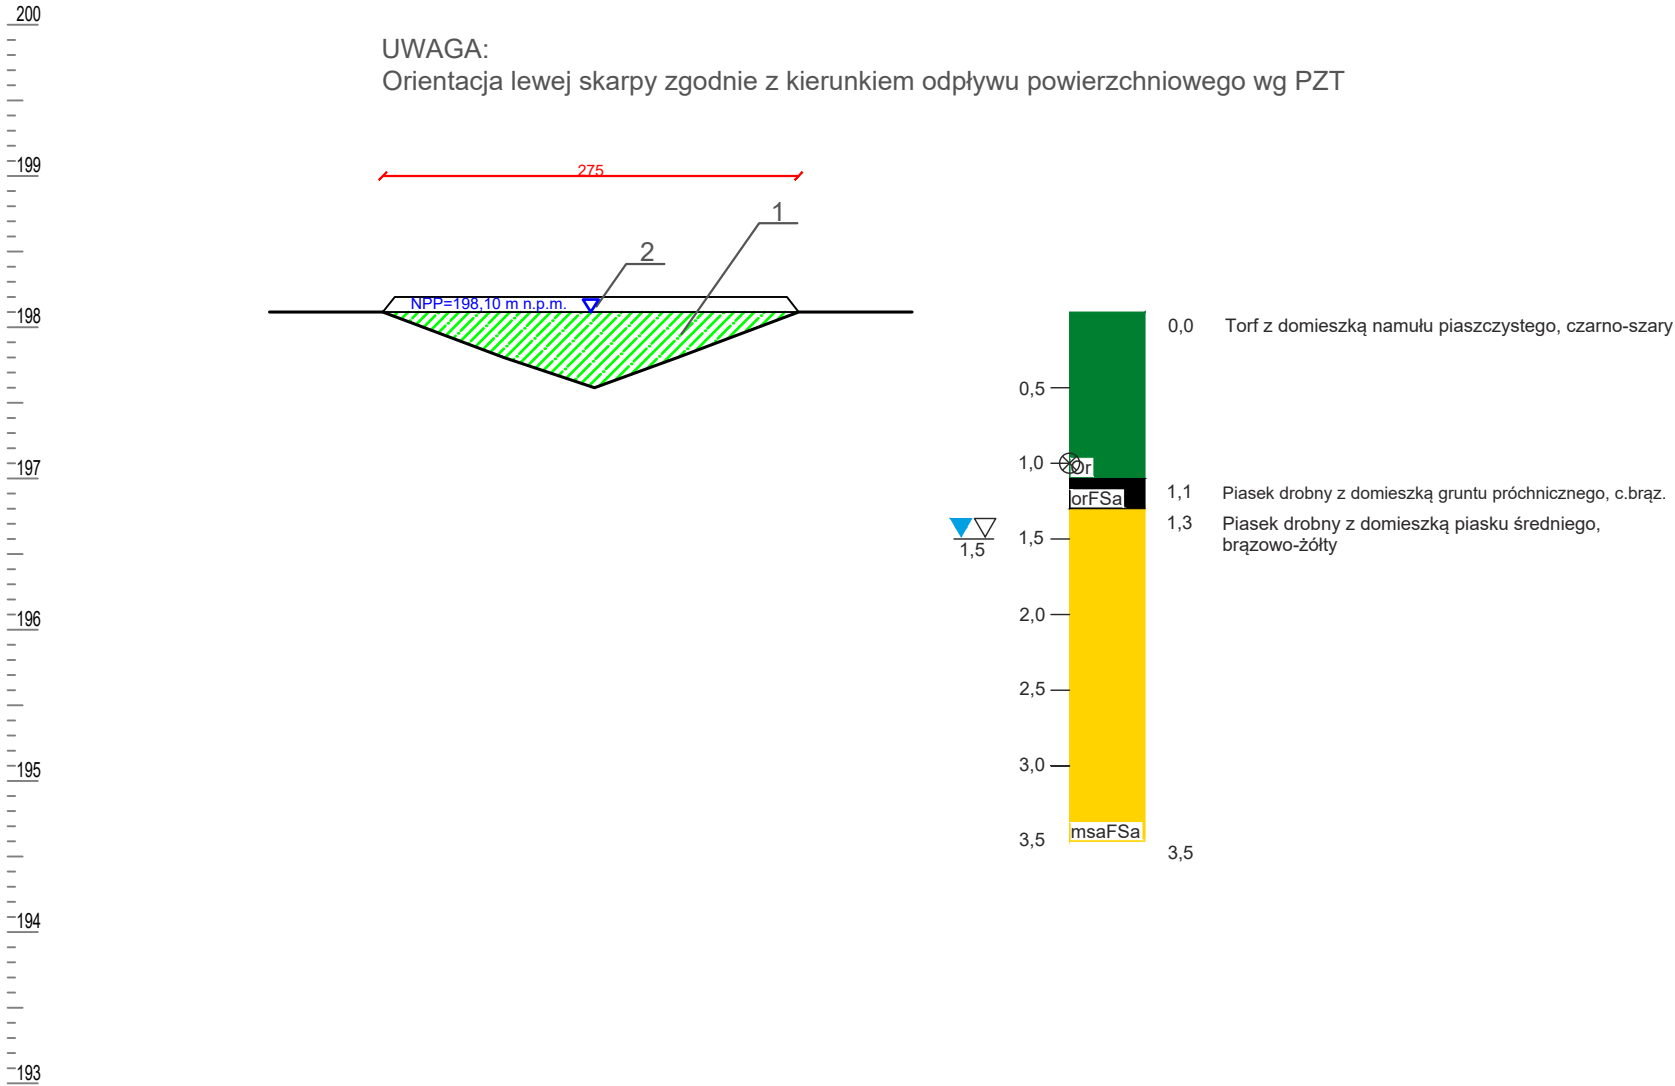 200
UWAGA:
Orientacja lewej skarpy zgodnie z kierunkiem odpływu powierzchniowego wg PZT
199
275
1
2
NPP=198,10 m n.p.m.
198
0,0 Torf z domieszką namułu piaszczystego, czarno-szary
0,5
197
1,0
Or
orFSa
1,1 Piasek drobny z domieszką gruntu próchnicznego, c.brąz.
1,3 Piasek drobny z domieszką piasku średniego,
brązowo-żółty
1,5
1,5
196
2,0
2,5
195
3,0
msaFSa
3,5
3,5
194
193